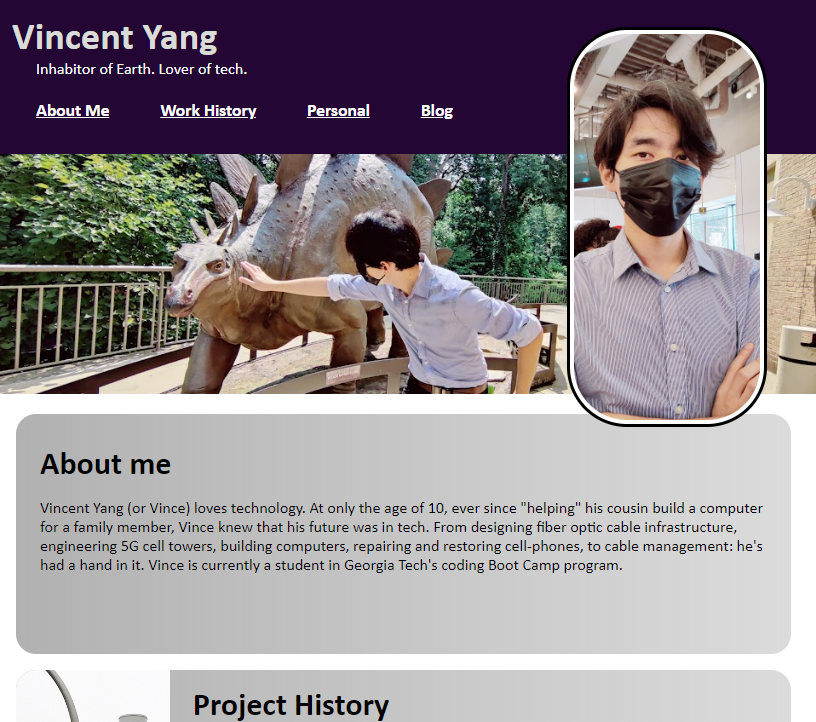 Vincent Yang
Inhabitor of Earth. Lover of tech.
About Me Work History Personal Blog
About me
Vincent Yang (or Vince) loves technology. At only the age of 10, ever since "helping" his cousin build a computer
for a family member, Vince knew that his future was in tech. From designing fiber optic cable infrastructure,
engineering 5G cell towers, building computers, repairing and restoring cell-phones, to cable management: he's
had a hand in it. Vince is currently a student in Georgia Tech's coding Boot Camp program.
Project History